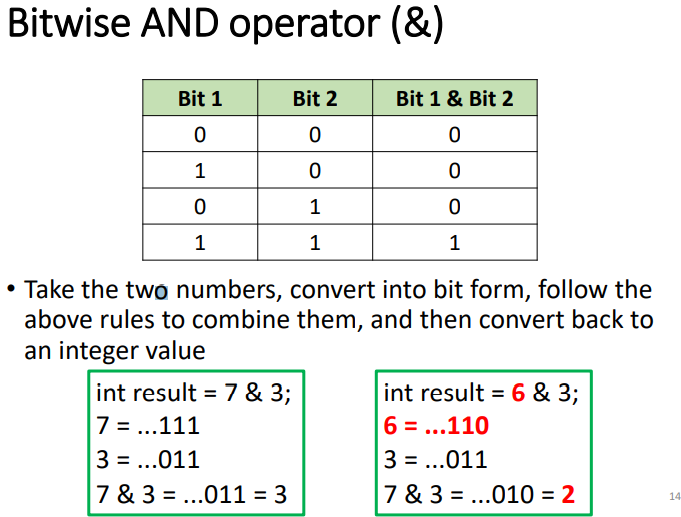 Bitwise AND operator (&)
Bit 1 Bit 2 Bit 1 & Bit 2
0 0 0
1 0 0
0 1 0
1 1 1
• Take the two numbers, convert into bit form, follow the
above rules to combine them, and then convert back to
an integer value
int result = 7 & 3;
7 = ...111
3 = ...011
7 & 3 = ...011 = 3
int result = 6 & 3;
6 = ...110
3 = ...011
7 & 3 = ...010 = 2
14